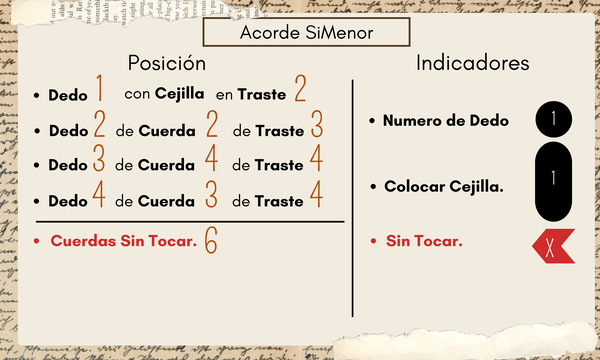 Acorde SiMenor
Posición
• Dedo 1 con Cejilla en Traste 2
• Dedo 2 de Cuerda 2 de Traste 3
• Dedo 3 de Cuerda 4 de Traste 4
• Dedo 4 de Cuerda 3 de Traste 4
• Cuerdas Sin Tocar. 6
Indicadores
• Numero de Dedo 1
• Colocar Cejilla. 1
• Sin Tocar. X